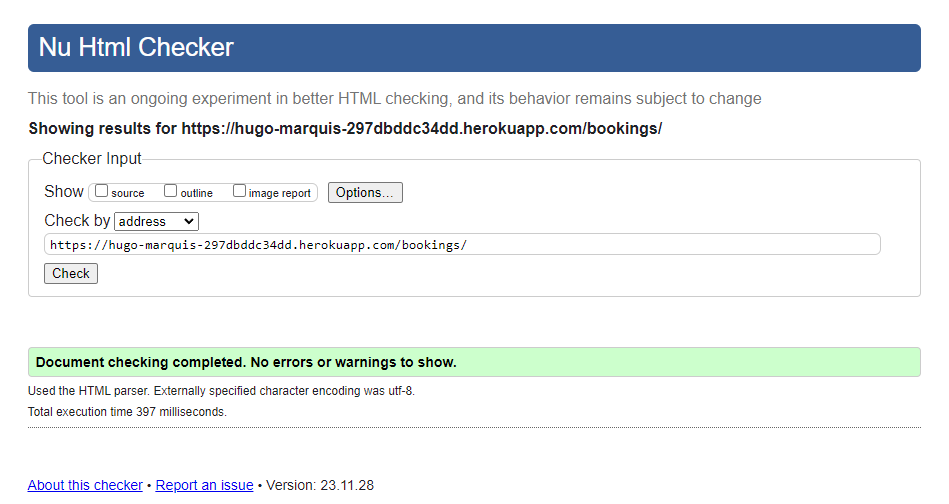 Nu Html Checker
This tool is an ongoing experiment in better HTML checking, and its behavior remains subject to change
Showing results for https://hugo-marquis-297dbddc34dd.herokuapp.com/bookings/
Checker Input
Show source outline image report Options...
Check by address
https://hugo-marquis-297dbddc34dd.herokuapp.com/bookings/
Check
Document checking completed. No errors or warnings to show.
Used the HTML parser. Externally specified character encoding was utf-8.
Total execution time 397 milliseconds.
About this checker • Report an issue • Version: 23.11.28